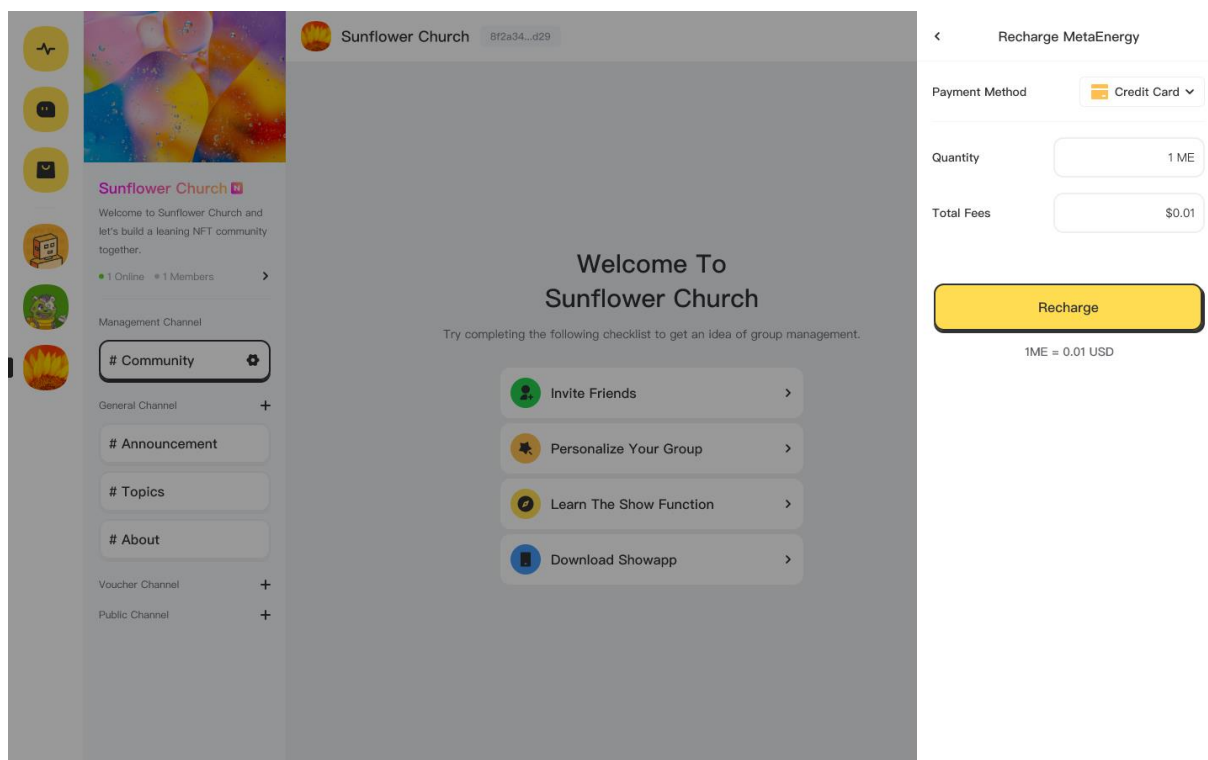 Sunflower Church N
Welcome to Sunflower Church and
let's build a leaning NFT community
together.
1 Online 1 Members
Management Channel
# Community
General Channel
# Announcement
# Topics
# About
Voucher Channel
Public Channel
Sunflower Church 8f2a34...d29
Welcome To
Sunflower Church
Try completing the following checklist to get an idea of group management.
Invite Friends
Personalize Your Group
Learn The Show Function
Download Showapp
Recharge MetaEnergy
Payment Method Credit Card
Quantity 1 ME
Total Fees $0.01
Recharge
1ME = 0.01 USD